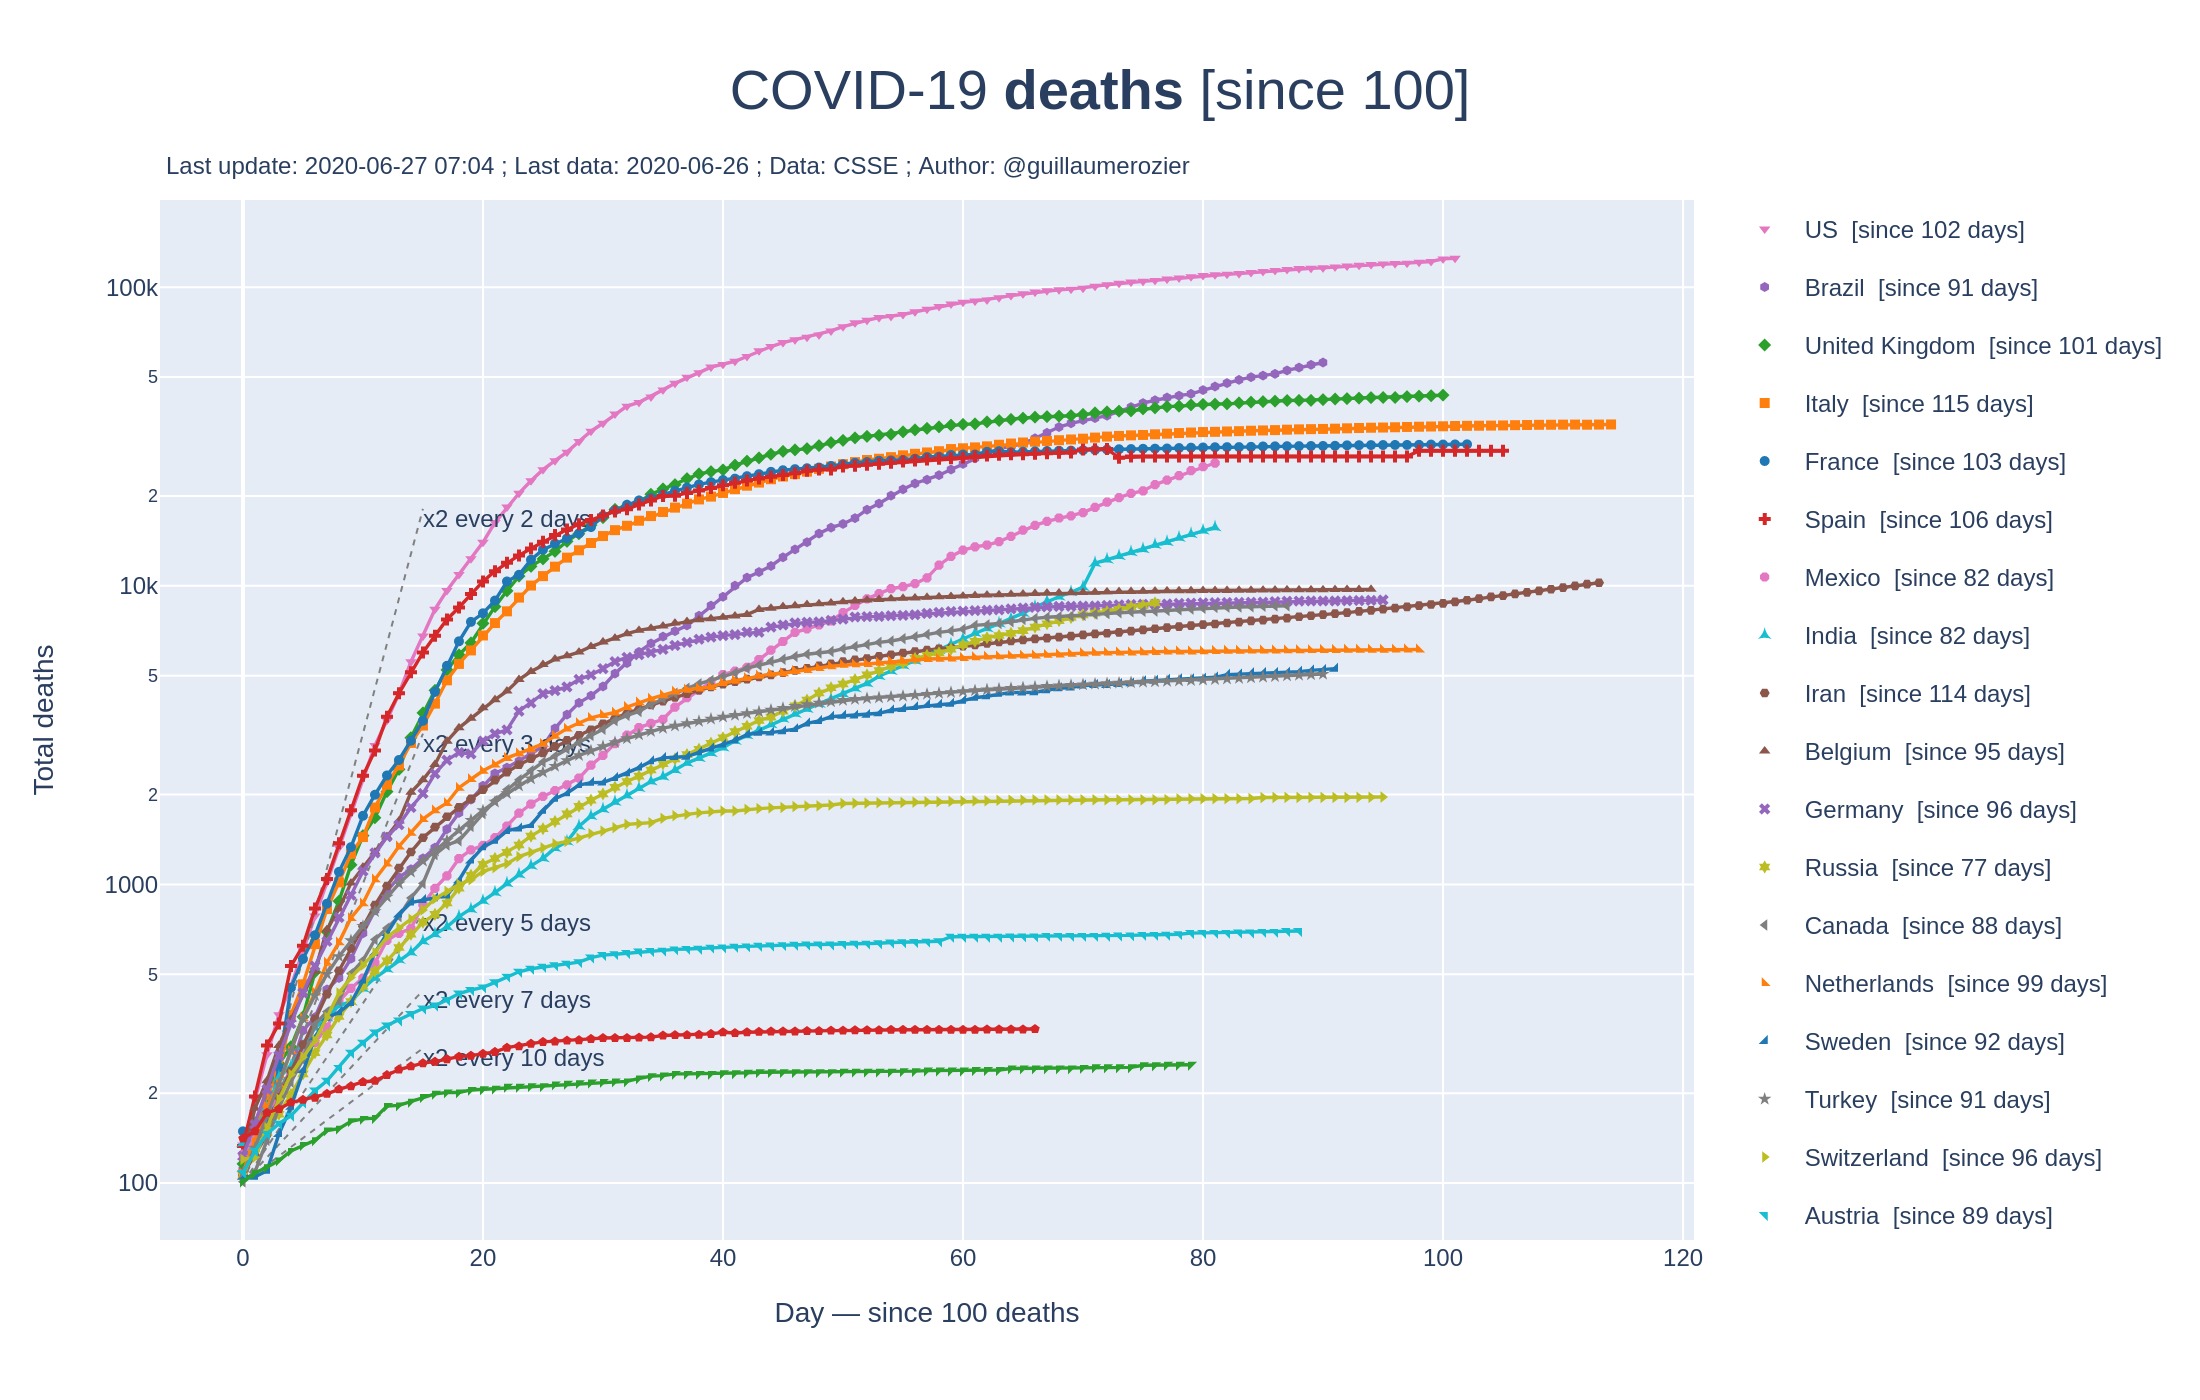 COVID-19 deaths [since 100]
Last update: 2020-06-27 07:04 ; Last data: 2020-06-26 ; Data: CSSE ; Author: @guillaumerozier
Total deaths
100k
5
2
10k
5
2
1000
5
2
100
x2 every 2 days
x2 every 3 days
x2 every 5 days
x2 every 7 days
x2 every 10 days
0 20 40 60 80 100 120
Day — since 100 deaths
US [since 102 days]
Brazil [since 91 days]
United Kingdom [since 101 days]
Italy [since 115 days]
France [since 103 days]
Spain [since 106 days]
Mexico [since 82 days]
India [since 82 days]
Iran [since 114 days]
Belgium [since 95 days]
Germany [since 96 days]
Russia [since 77 days]
Canada [since 88 days]
Netherlands [since 99 days]
Sweden [since 92 days]
Turkey [since 91 days]
Switzerland [since 96 days]
Austria [since 89 days]